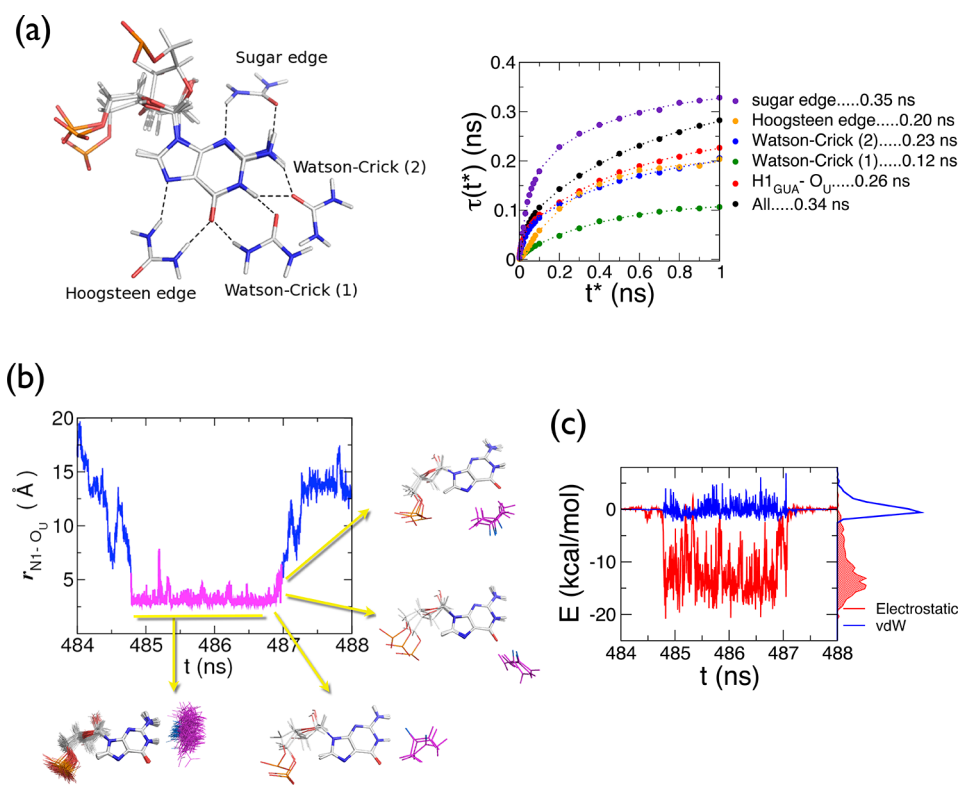 (a)
Sugar edge
Watson-Crick (2)
Hoogsteen edge
Watson-Crick (1)
τ(t*) (ns)
0.4
0.3
0.2
0.1
0
0 0.2 0.4 0.6 0.8 1
t* (ns)
sugar edge.....0.35 ns
Hoogsteen edge....0.20 ns
Watson-Crick (2)....0.23 ns
Watson-Crick (1)....0.12 ns
H1GUA- OU.....0.26 ns
All.....0.34 ns
(b)
rN1- OU (Å)
20
15
10
5
484 485 486 487 488
t (ns)
(c)
E (kcal/mol)
0
-10
-20
484 485 486 487 488
t (ns)
Electrostatic
vdW